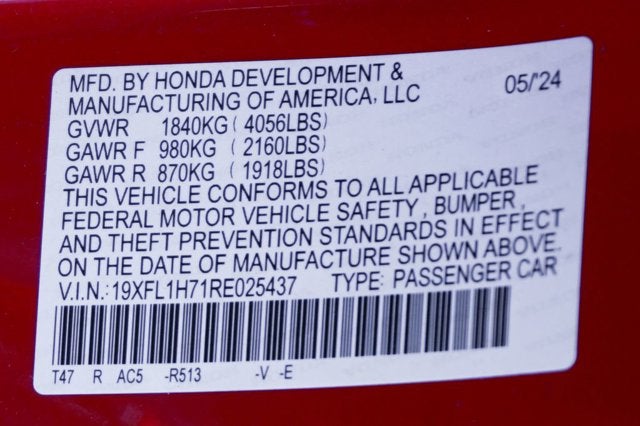 MFD. BY HONDA DEVELOPMENT &
MANUFACTURING OF AMERICA, LLC 05/'24
GVWR 1840KG ( 4056LBS)
GAWR F 980KG ( 2160LBS)
GAWR R 870KG ( 1918LBS)
THIS VEHICLE CONFORMS TO ALL APPLICABLE
FEDERAL MOTOR VEHICLE SAFETY, BUMPER,
AND THEFT PREVENTION STANDARDS IN EFFECT
ON THE DATE OF MANUFACTURE SHOWN ABOVE.
V.I.N.:19XFL1H71RE025437 TYPE: PASSENGER CAR
T47 R AC5 -R513 -V -E